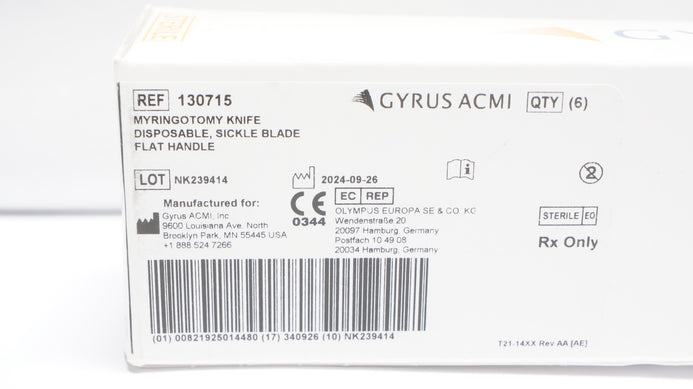 STERILE
REF 130715
GYRUS ACMI QTY (6)
MYRINGOTOMY KNIFE
DISPOSABLE, SICKLE BLADE
FLAT HANDLE
LOT NK239414
2024-09-26
Manufactured for:
Gyrus ACMI, Inc
9600 Louisiana Ave. North
Brooklyn Park, MN 55445 USA
+1 888 524 7266
CE
0344
EC REP
OLYMPUS EUROPA SE & CO. KG
Wendenstraße 20
20097 Hamburg, Germany
Postfach 10 49 08
20034 Hamburg, Germany
2
STERILE EO
Rx Only
(01) 00821925014480 (17) 340926 (10) NK239414
T21-14XX Rev AA [AE]